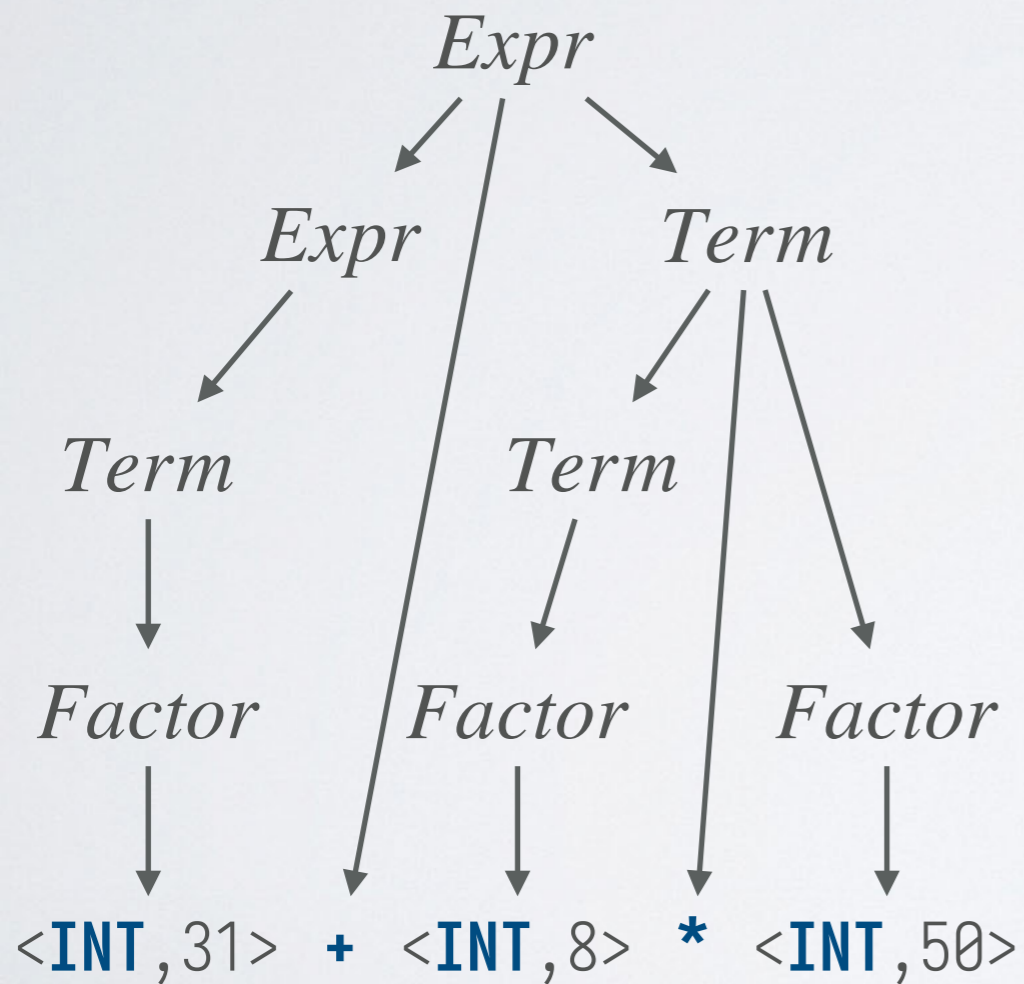 Expr
Expr Term
Term Term
Factor Factor Factor
<INT,31> + <INT,8> * <INT,50>